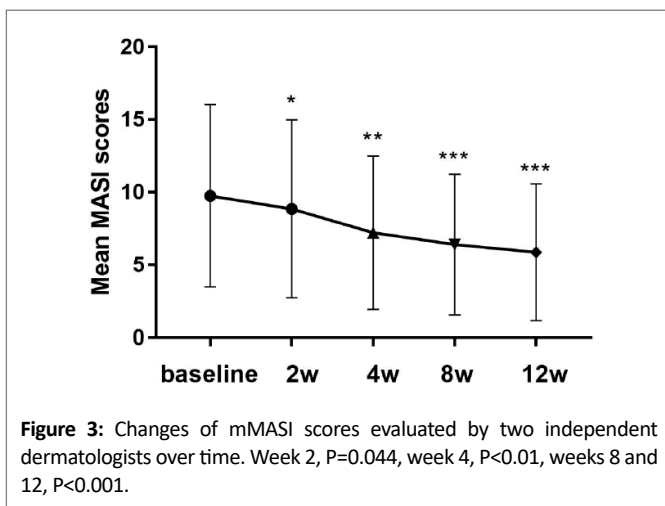 20
15
10
5
0
Mean MASI scores
*
**
***
***
baseline 2w 4w 8w 12w
Figure 3: Changes of mMASI scores evaluated by two independent
dermatologists over time. Week 2, P=0.044, week 4, P<0.01, weeks 8 and
12, P<0.001.